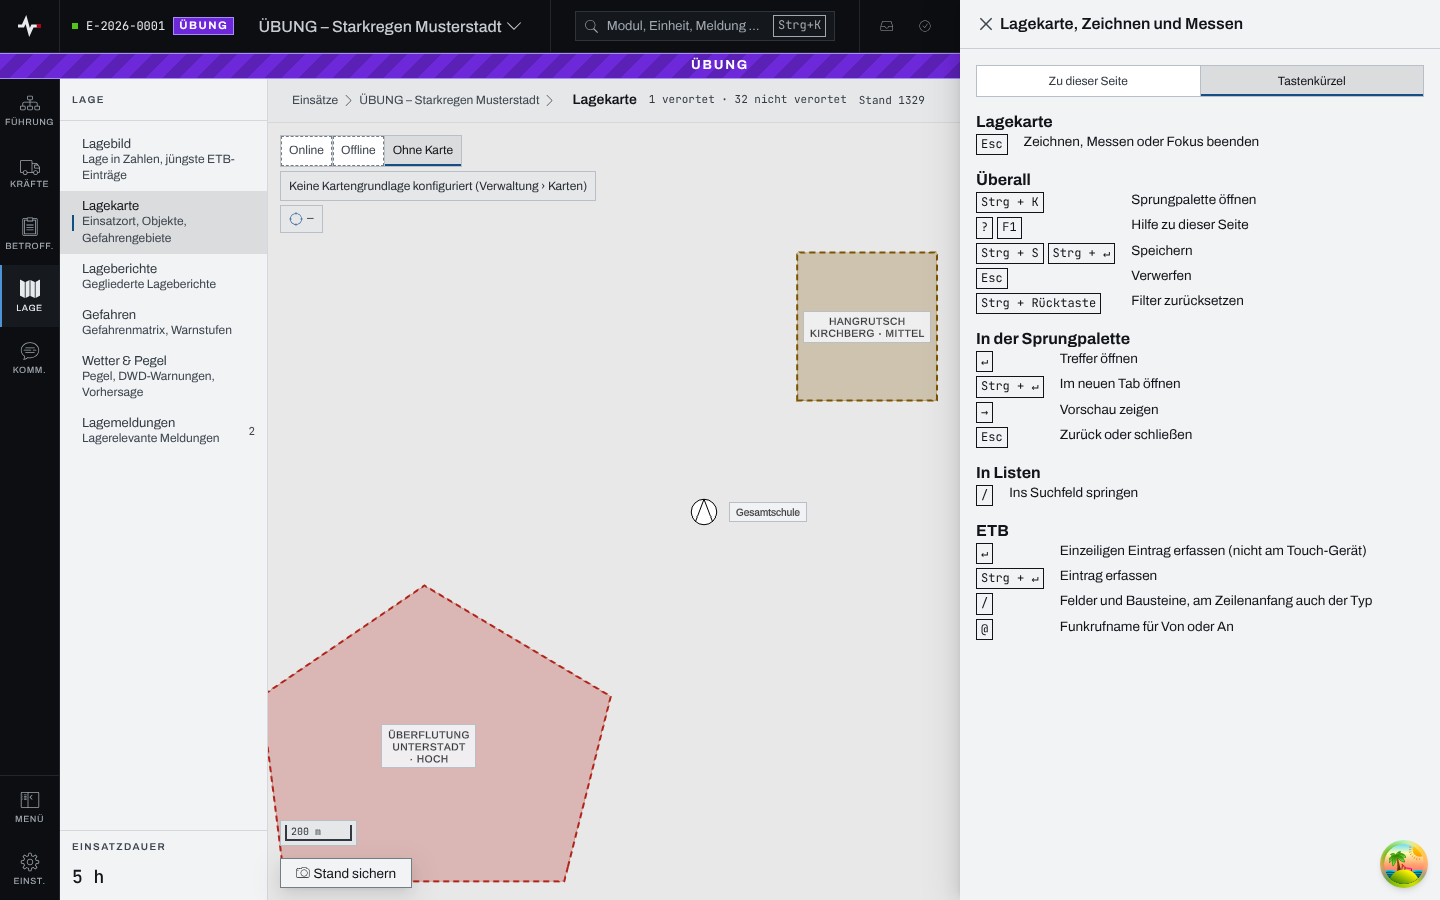 E-2026-0001 ÜBUNG
ÜBUNG – Starkregen Musterstadt
Modul, Einheit, Meldung ... Strg+K
ÜBUNG
FÜHRUNG
KRÄFTE
BETROFF.
LAGE
KOMM.
MENÜ
EINST.
LAGE
Lagebild
Lage in Zahlen, jüngste ETB-
Einträge
Lagekarte
Einsatzort, Objekte,
Gefahrengebiete
Lageberichte
Gegliederte Lageberichte
Gefahren
Gefahrenmatrix, Warnstufen
Wetter & Pegel
Pegel, DWD-Warnungen,
Vorhersage
Lagemeldungen
Lagerelevante Meldungen 2
EINSATZDAUER
5 h
Einsätze ÜBUNG – Starkregen Musterstadt Lagekarte 1 verortet · 32 nicht verortet Stand 1329
Online Offline Ohne Karte
Keine Kartengrundlage konfiguriert (Verwaltung › Karten)
–
HANGRUTSCH
KIRCHBERG · MITTEL
Gesamtschule
ÜBERFLUTUNG
UNTERSTADT
· HOCH
200 m
Stand sichern
Lagekarte, Zeichnen und Messen
Zu dieser Seite Tastenkürzel
Lagekarte
Esc Zeichnen, Messen oder Fokus beenden
Überall
Strg + K Sprungpalette öffnen
? F1 Hilfe zu dieser Seite
Strg + S Strg + ↵ Speichern
Esc Verwerfen
Strg + Rücktaste Filter zurücksetzen
In der Sprungpalette
↵ Treffer öffnen
Strg + ↵ Im neuen Tab öffnen
→ Vorschau zeigen
Esc Zurück oder schließen
In Listen
/ Ins Suchfeld springen
ETB
↵ Einzeiligen Eintrag erfassen (nicht am Touch-Gerät)
Strg + ↵ Eintrag erfassen
/ Felder und Bausteine, am Zeilenanfang auch der Typ
@ Funkrufname für Von oder An